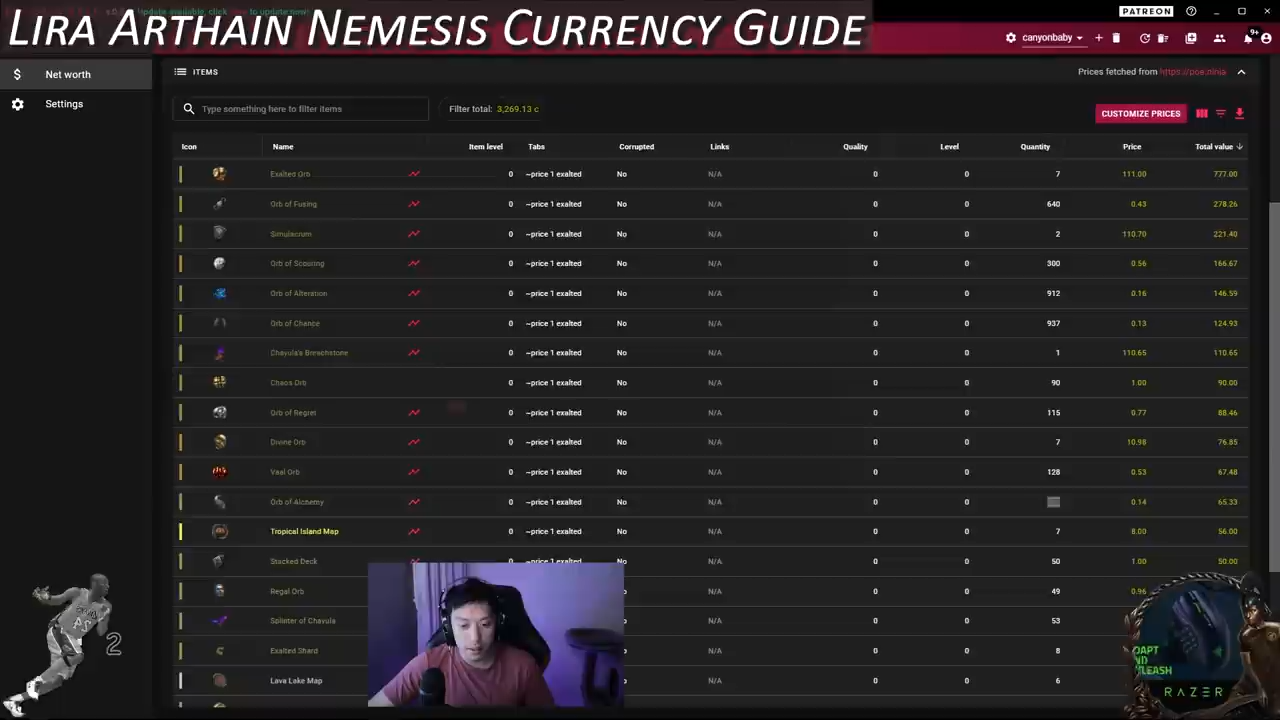 update available, click to update now!
LIRA ARTHAIN NEMESIS CURRENCY GUIDE
PATREON
canyonbaby
9+
Net worth
Settings
ITEMS
Prices fetched from https://poe.ninja
Type something here to filter items
Filter total: 3,269.13 c
CUSTOMIZE PRICES
Icon Name Item level Tabs Corrupted Links Quality Level Quantity Price Total value
Exalted Orb 0 ~price 1 exalted No N/A 0 0 7 111.00 777.00
Orb of Fusing 0 ~price 1 exalted No N/A 0 0 640 0.43 278.26
Simulacrum 0 ~price 1 exalted No N/A 0 0 2 110.70 221.40
Orb of Scouring 0 ~price 1 exalted No N/A 0 0 300 0.56 166.67
Orb of Alteration 0 ~price 1 exalted No N/A 0 0 912 0.16 146.59
Orb of Chance 0 ~price 1 exalted No N/A 0 0 937 0.13 124.93
Chayula's Breachstone 0 ~price 1 exalted No N/A 0 0 1 110.65 110.65
Chaos Orb 0 ~price 1 exalted No N/A 0 0 90 1.00 90.00
Orb of Regret 0 ~price 1 exalted No N/A 0 0 115 0.77 88.46
Divine Orb 0 ~price 1 exalted No N/A 0 0 7 10.98 76.85
Vaal Orb 0 ~price 1 exalted No N/A 0 0 128 0.53 67.48
Orb of Alchemy 0 ~price 1 exalted No N/A 0 0 0.14 65.33
Tropical Island Map 0 ~price 1 exalted No N/A 0 0 7 8.00 56.00
Stacked Deck 0 ~price 1 exalted No N/A 0 0 50 1.00 50.00
Regal Orb N/A 0 0 49 0.96
Splinter of Chayula N/A 0 0 53
Exalted Shard N/A 0 0 8
Lava Lake Map N/A 0 0 6
2
RAZER